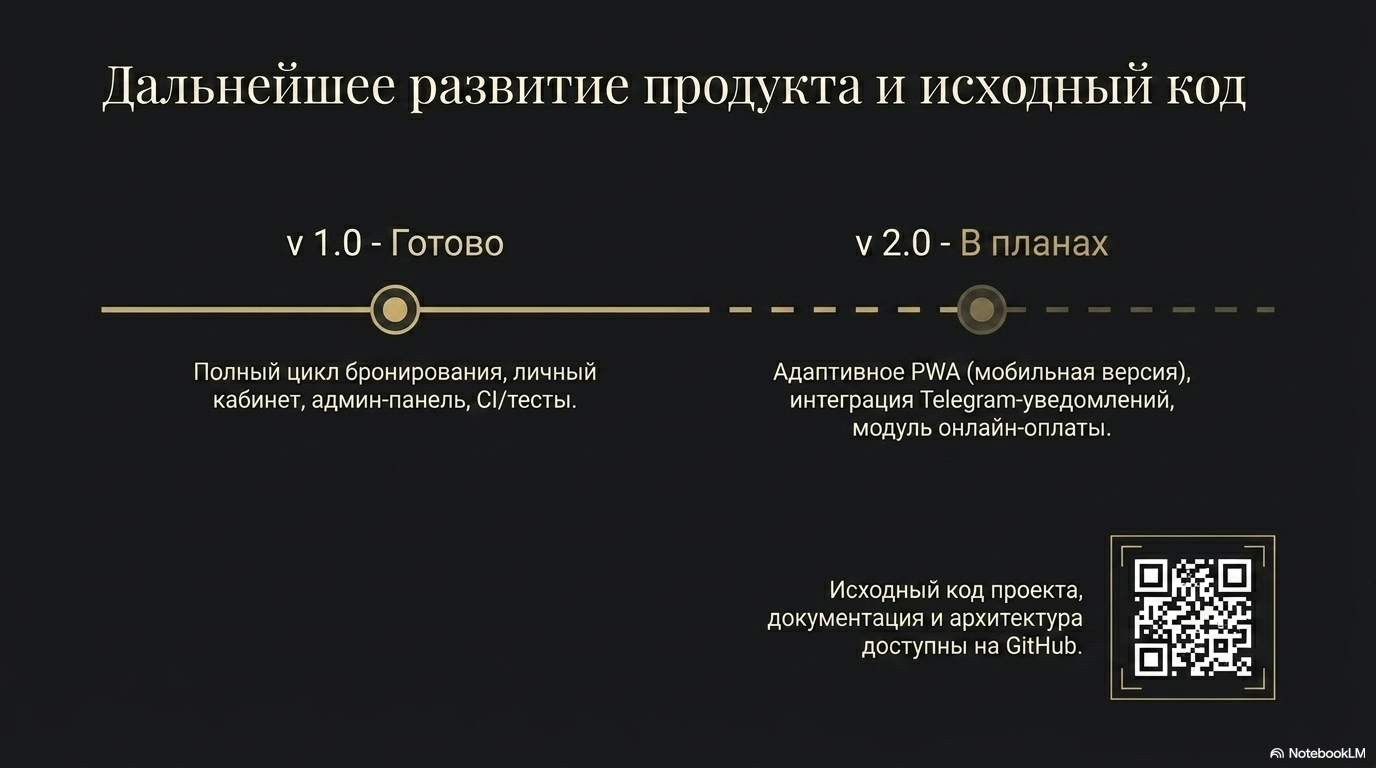 Дальнейшее развитие продукта и исходный код
v 1.0 - Готово
Полный цикл бронирования, личный
кабинет, админ-панель, CI/тесты.
v 2.0 - В планах
Адаптивное PWA (мобильная версия),
интеграция Telegram-уведомлений,
модуль онлайн-оплаты.
Исходный код проекта,
документация и архитектура
доступны на GitHub.
NotebookLM